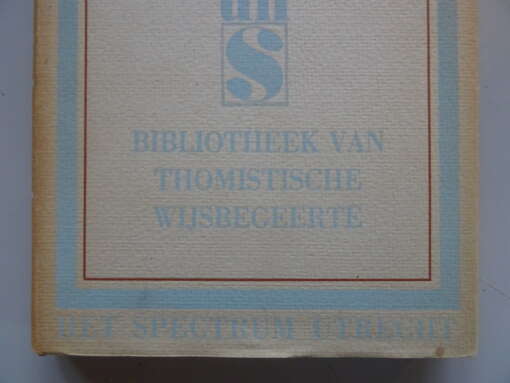 S
BIBLIOTHEEK VAN
THOMISTISCHE
WIJSBEGEERTE
HET SPECTRUM UTRECHT